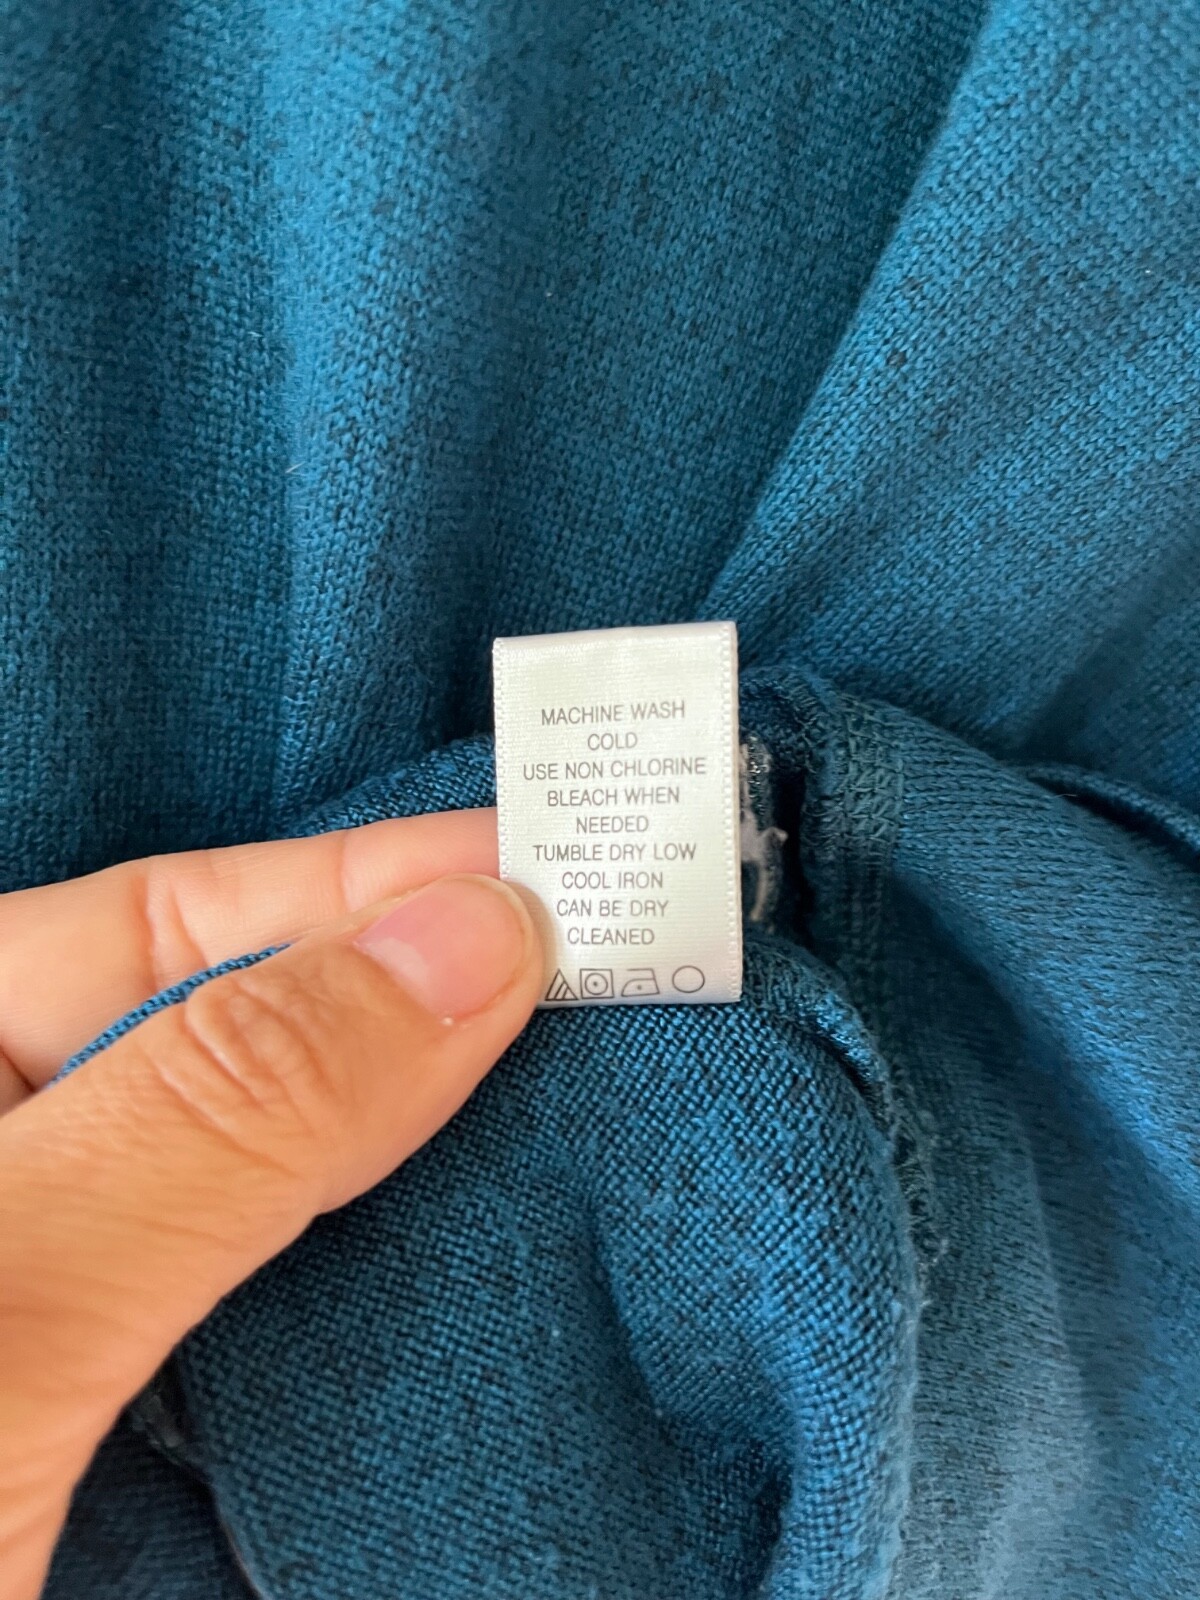 MACHINE WASH
COLD
USE NON CHLORINE
BLEACH WHEN
NEEDED
TUMBLE DRY LOW
COOL IRON
CAN BE DRY
CLEANED